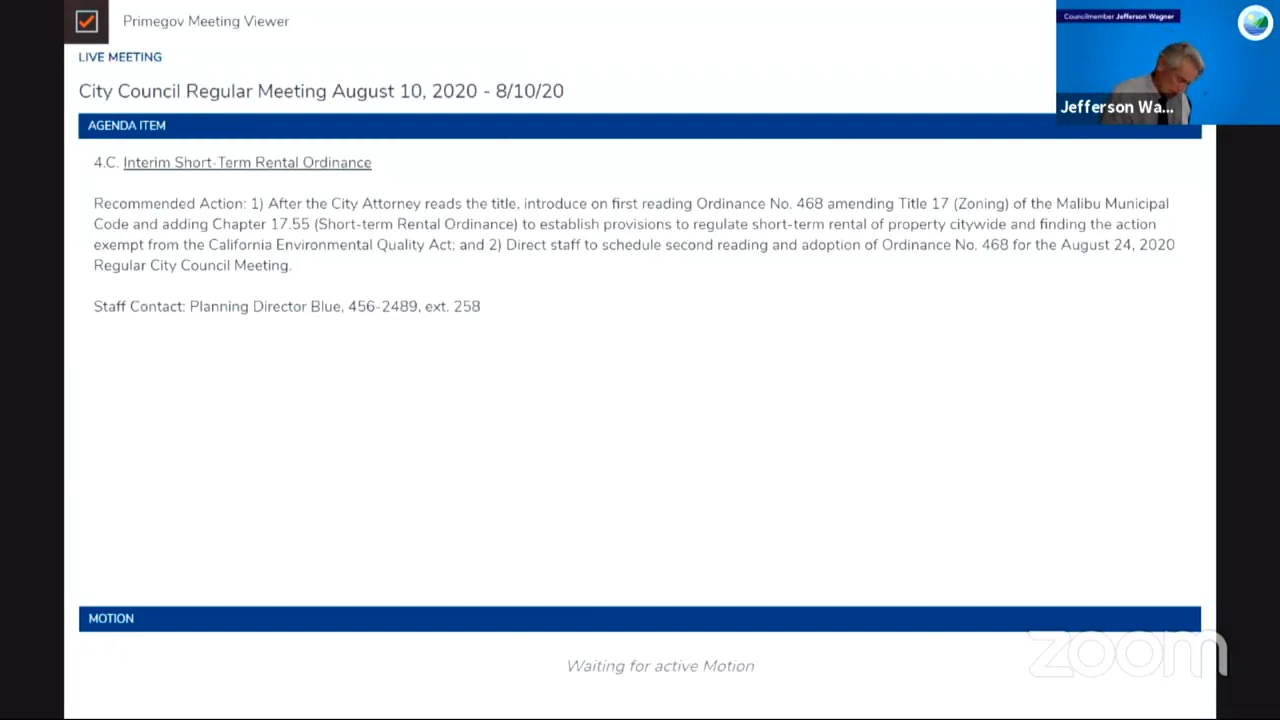 Primegov Meeting Viewer
Councilmember Jefferson Wagner
LIVE MEETING
City Council Regular Meeting August 10, 2020 - 8/10/20
Jefferson Wa...
AGENDA ITEM
4.C. Interim Short-Term Rental Ordinance
Recommended Action: 1) After the City Attorney reads the title, introduce on first reading Ordinance No. 468 amending Title 17 (Zoning) of the Malibu Municipal
Code and adding Chapter 17.55 (Short-term Rental Ordinance) to establish provisions to regulate short-term rental of property citywide and finding the action
exempt from the California Environmental Quality Act; and 2) Direct staff to schedule second reading and adoption of Ordinance No. 468 for the August 24, 2020
Regular City Council Meeting.
Staff Contact: Planning Director Blue, 456-2489, ext. 258
MOTION
Waiting for active Motion
zoom